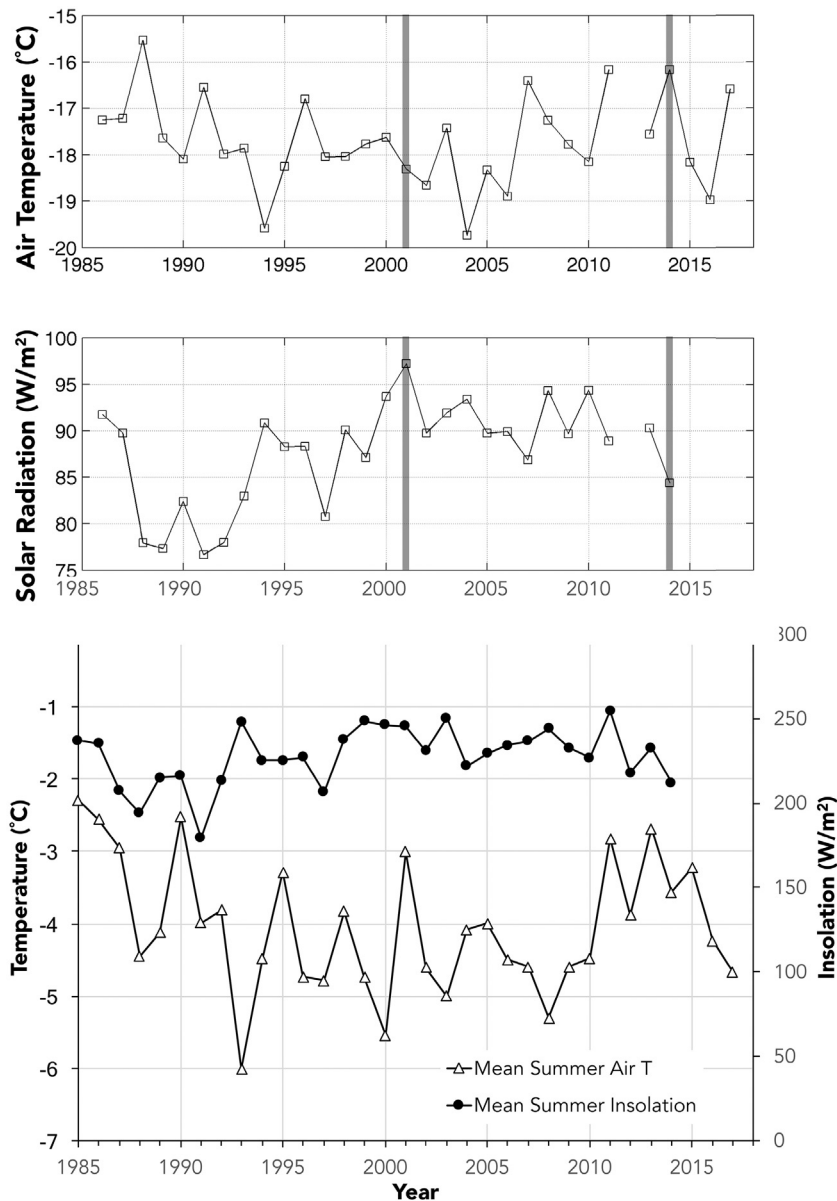 Air Temperature (˚C)
-15
-16
-17
-18
-19
-20
1985 1990 1995 2000 2005 2010 2015
Solar Radiation (W/m²)
100
95
90
85
80
75
1985 1990 1995 2000 2005 2010 2015
Temperature (˚C)
-1
-2
-3
-4
-5
-6
-7
300
250
200
150
100
50
0
Insolation (W/m²)
Mean Summer Air T
Mean Summer Insolation
1985 1990 1995 2000 2005 2010 2015
Year